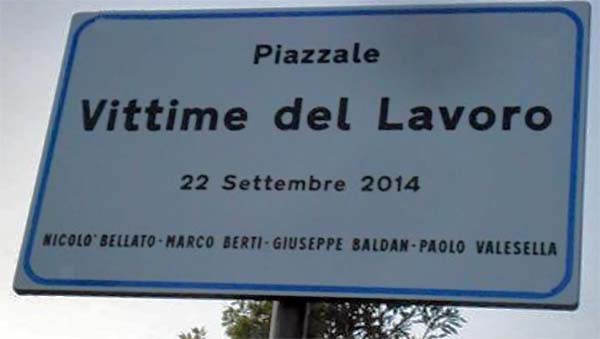 Piazzale
Vittime del Lavoro
22 Settembre 2014
NICOLO' BELLATO - MARCO BERTI - GIUSEPPE BALDAN - PAOLO VALESELLA